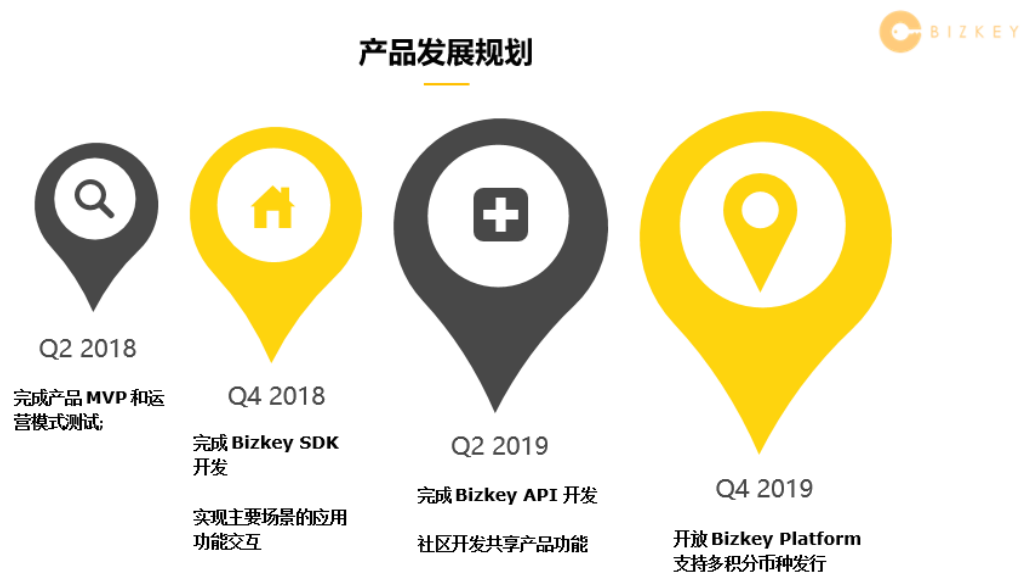 产品发展规划
BIZKEY
Q2 2018
完成产品 MVP 和运
营模式测试;
Q4 2018
完成 Bizkey SDK
开发
实现主要场景的应用
功能交互
Q2 2019
完成 Bizkey API 开发
社区开发共享产品功能
Q4 2019
开放 Bizkey Platform
支持多积分币种发行